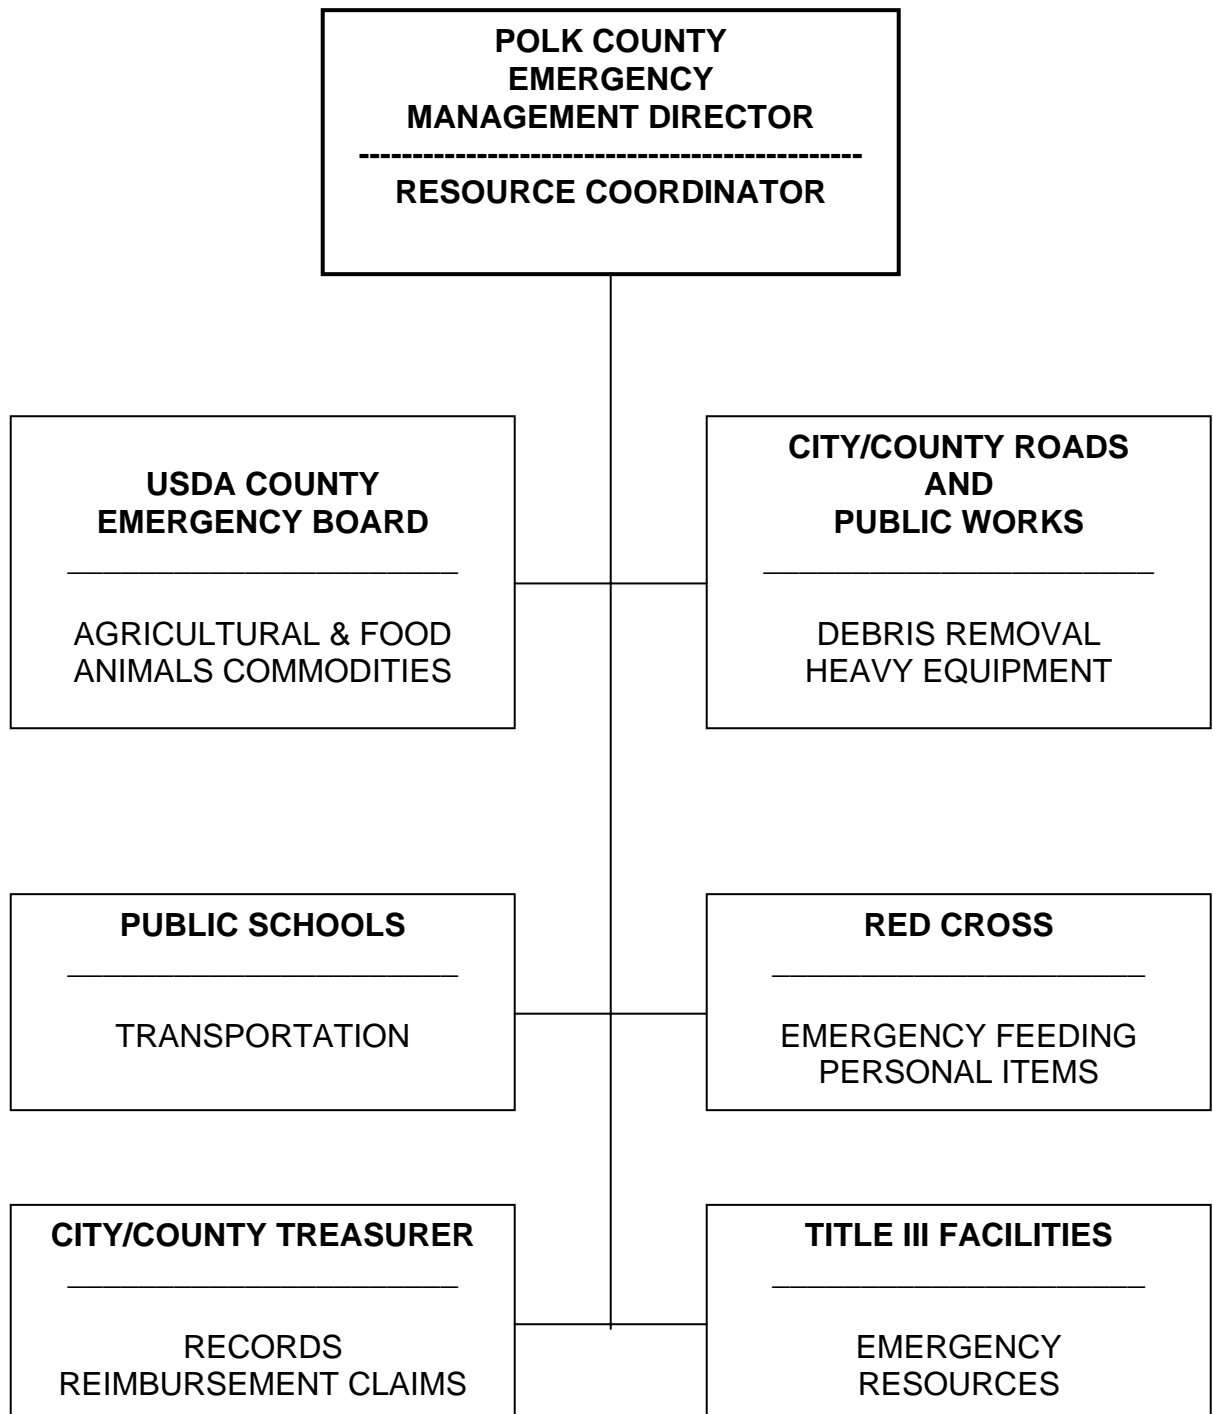 POLK COUNTY
EMERGENCY
MANAGEMENT DIRECTOR
-----------------------------------------------
RESOURCE COORDINATOR
USDA COUNTY
EMERGENCY BOARD
AGRICULTURAL & FOOD
ANIMALS COMMODITIES
CITY/COUNTY ROADS
AND
PUBLIC WORKS
DEBRIS REMOVAL
HEAVY EQUIPMENT
PUBLIC SCHOOLS
TRANSPORTATION
RED CROSS
EMERGENCY FEEDING
PERSONAL ITEMS
CITY/COUNTY TREASURER
RECORDS
REIMBURSEMENT CLAIMS
TITLE III FACILITIES
EMERGENCY
RESOURCES